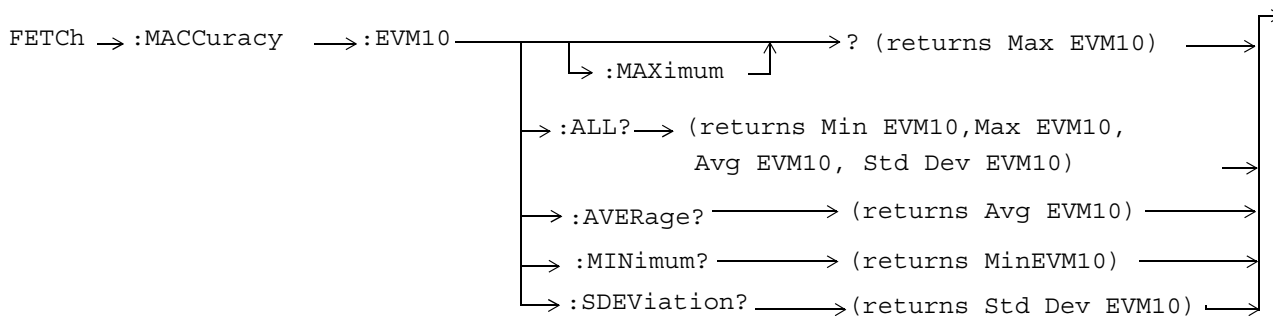 FETCh :MACCuracy :EVM10 ? (returns Max EVM10)
:MAXimum
:ALL? (returns Min EVM10,Max EVM10,
Avg EVM10, Std Dev EVM10)
:AVERage? (returns Avg EVM10)
:MINimum? (returns MinEVM10)
:SDEViation? (returns Std Dev EVM10)